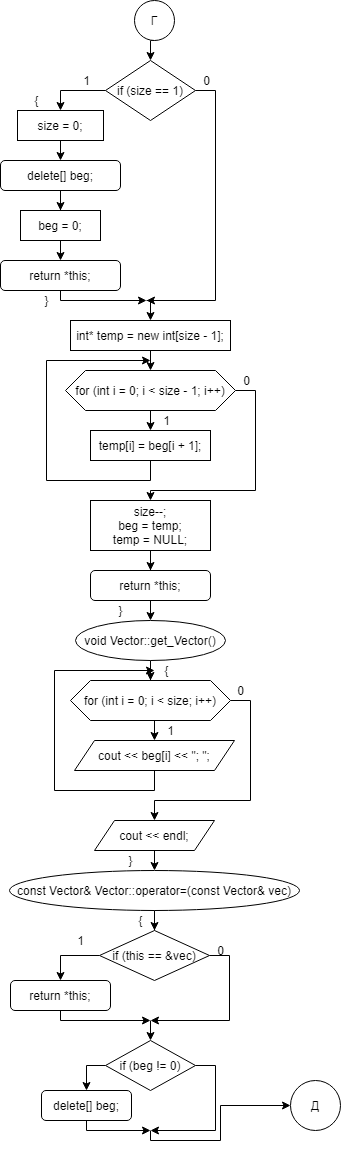 Г
if (size == 1)
1
0
{
size = 0;
delete[] beg;
beg = 0;
return *this;
}
int* temp = new int[size - 1];
for (int i = 0; i < size - 1; i++)
0
1
temp[i] = beg[i + 1];
size--;
beg = temp;
temp = NULL;
return *this;
}
void Vector::get_Vector()
{
for (int i = 0; i < size; i++)
0
1
cout << beg[i] << "; ";
cout << endl;
}
const Vector& Vector::operator=(const Vector& vec)
{
if (this == &vec)
1
0
return *this;
if (beg != 0)
delete[] beg;
Д